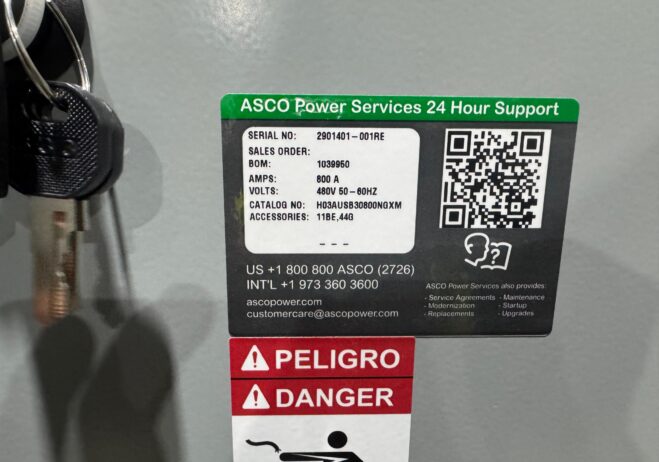 ASCO Power Services 24 Hour Support
SERIAL NO: 2901401-001RE
SALES ORDER:
BOM: 1039950
AMPS: 800 A
VOLTS: 480V 50-60HZ
CATALOG NO: H03AUSB30800NGXM
ACCESSORIES: 11BE,44G
---
US +1 800 800 ASCO (2726)
INT'L +1 973 360 3600
ascopower.com
customercare@ascopower.com
ASCO Power Services also provides:
- Service Agreements - Maintenance
- Modernization - Startup
- Replacements - Upgrades
PELIGRO
DANGER